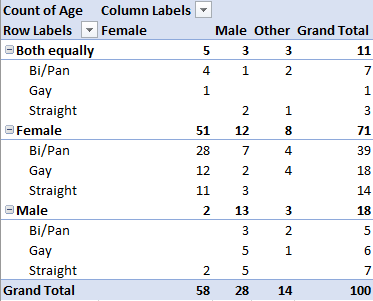 Count of Age Column Labels
Row Labels Female Male Other Grand Total
Both equally 5 3 3 11
Bi/Pan 4 1 2 7
Gay 1 1
Straight 2 1 3
Female 51 12 8 71
Bi/Pan 28 7 4 39
Gay 12 2 4 18
Straight 11 3 14
Male 2 13 3 18
Bi/Pan 3 2 5
Gay 5 1 6
Straight 2 5 7
Grand Total 58 28 14 100